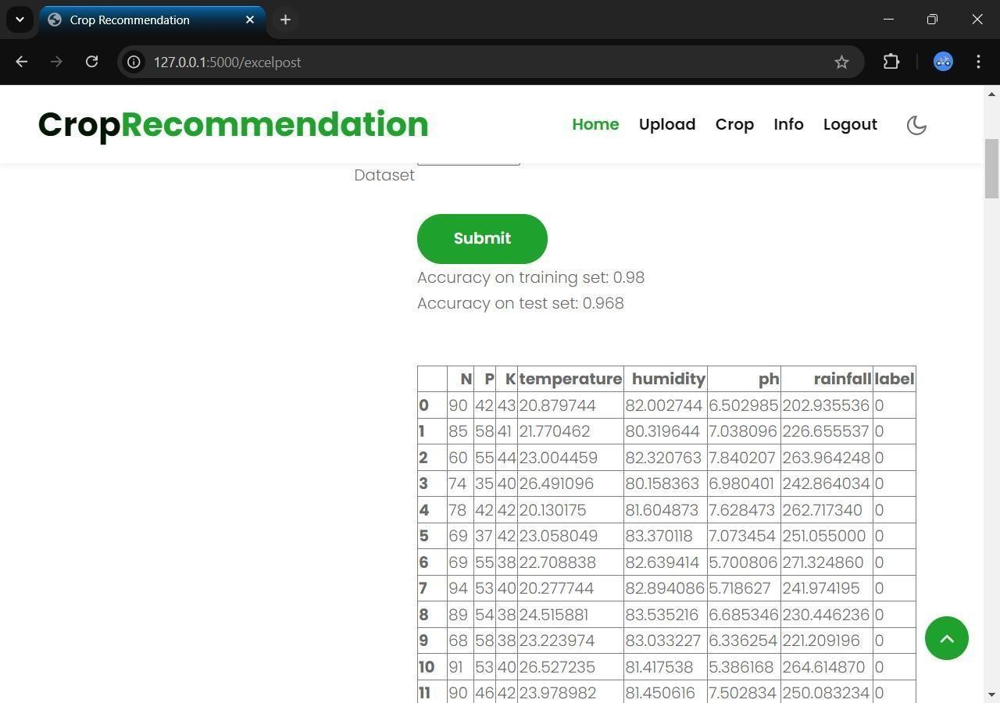 Crop Recommendation
127.0.0.1:5000/excelpost
CropRecommendation
Home Upload Crop Info Logout
Dataset
Submit
Accuracy on training set: 0.98
Accuracy on test set: 0.968
N P K temperature humidity ph rainfall label
0 90 42 43 20.879744 82.002744 6.502985 202.935536 0
1 85 58 41 21.770462 80.319644 7.038096 226.655537 0
2 60 55 44 23.004459 82.320763 7.840207 263.964248 0
3 74 35 40 26.491096 80.158363 6.980401 242.864034 0
4 78 42 42 20.130175 81.604873 7.628473 262.717340 0
5 69 37 42 23.058049 83.370118 7.073454 251.055000 0
6 69 55 38 22.708838 82.639414 5.700806 271.324860 0
7 94 53 40 20.277744 82.894086 5.718627 241.974195 0
8 89 54 38 24.515881 83.535216 6.685346 230.446236 0
9 68 58 38 23.223974 83.033227 6.336254 221.209196 0
10 91 53 40 26.527235 81.417538 5.386168 264.614870 0
11 90 46 42 23.978982 81.450616 7.502834 250.083234 0